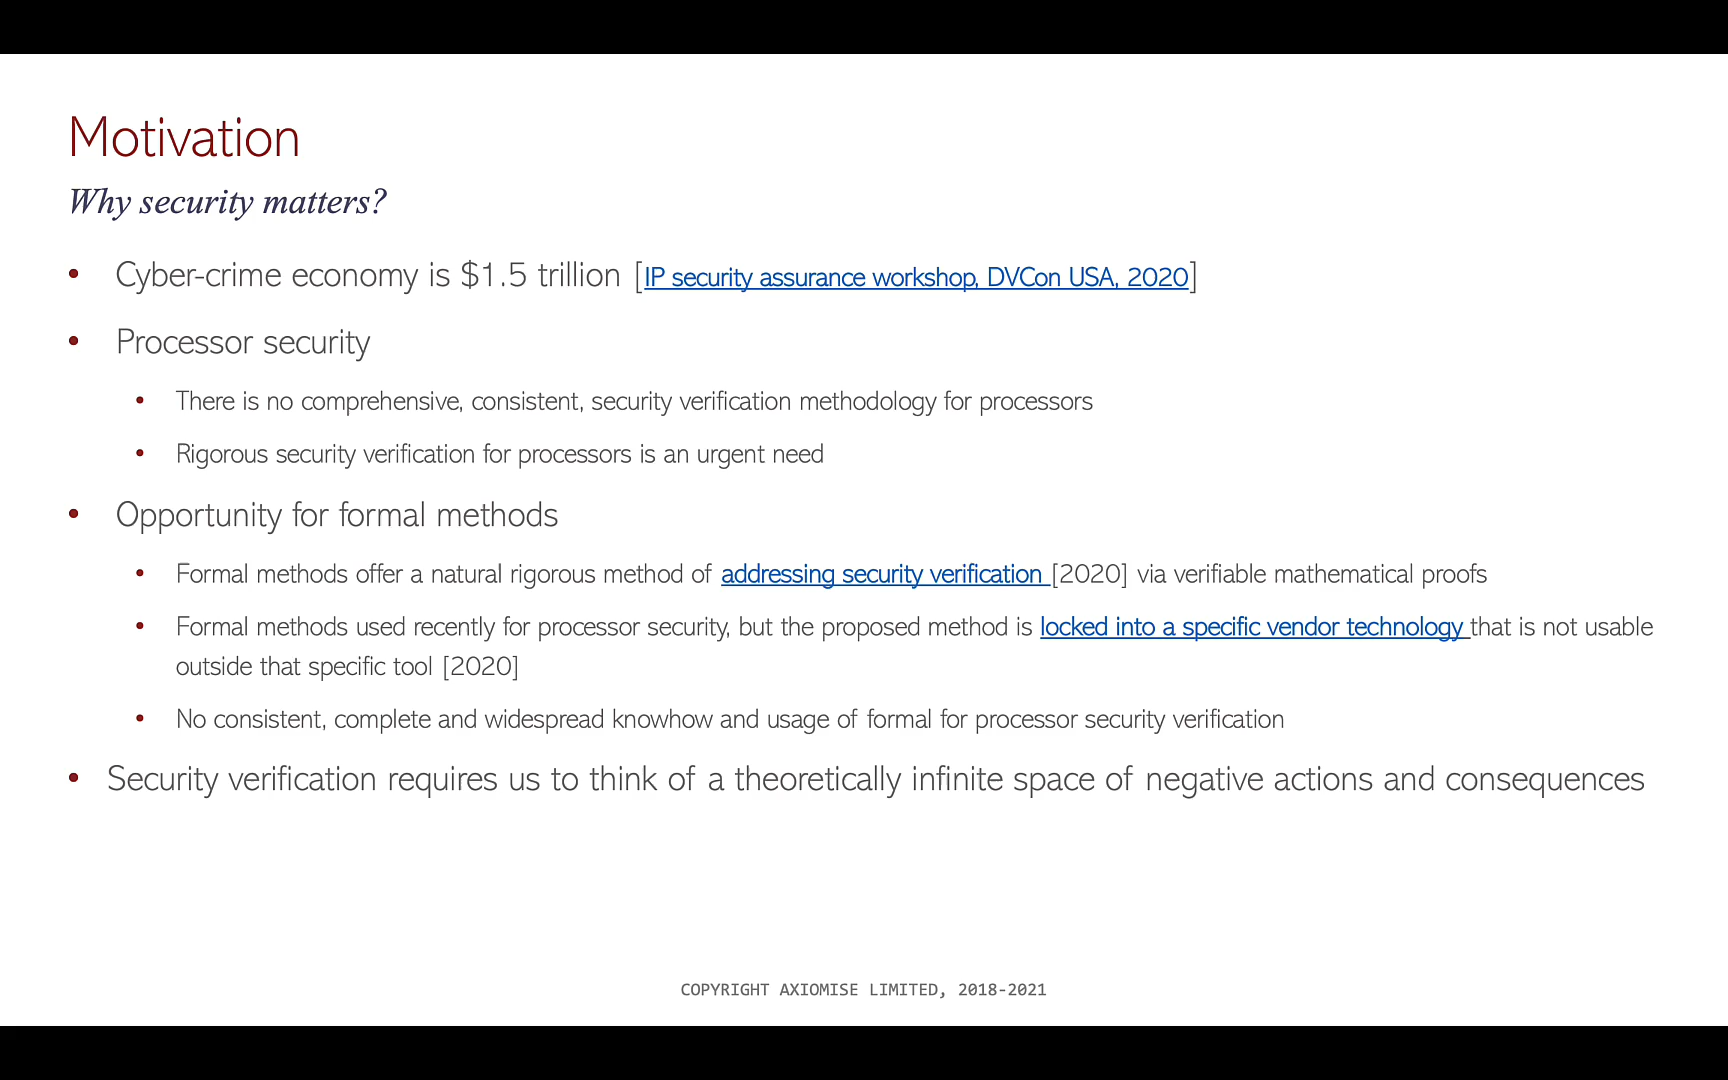 Motivation
Why security matters?
• Cyber-crime economy is $1.5 trillion [IP security assurance workshop, DVCon USA, 2020]
• Processor security
• There is no comprehensive, consistent, security verification methodology for processors
• Rigorous security verification for processors is an urgent need
• Opportunity for formal methods
• Formal methods offer a natural rigorous method of addressing security verification [2020] via verifiable mathematical proofs
• Formal methods used recently for processor security, but the proposed method is locked into a specific vendor technology that is not usable
outside that specific tool [2020]
• No consistent, complete and widespread knowhow and usage of formal for processor security verification
• Security verification requires us to think of a theoretically infinite space of negative actions and consequences
COPYRIGHT AXIOMISE LIMITED, 2018-2021